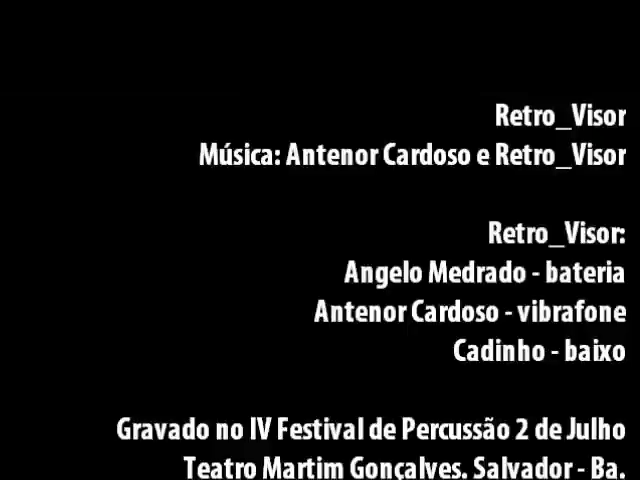 Retro_Visor
Música: Antenor Cardoso e Retro_Visor
Retro_Visor:
Angelo Medrado - bateria
Antenor Cardoso - vibrafone
Cadinho - baixo
Gravado no IV Festival de Percussão 2 de Julho
Teatro Martim Gonçalves. Salvador - Ba.